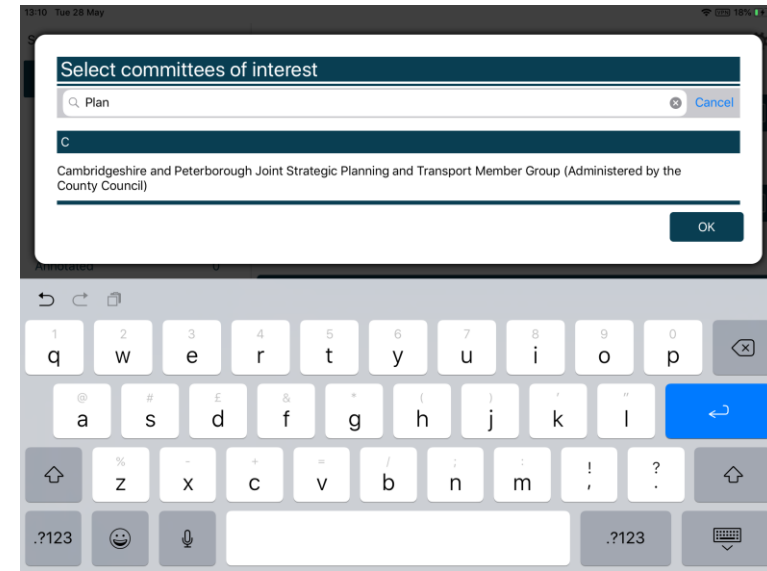 13:10 Tue 28 May
18%
Select committees of interest
Plan
Cancel
C
Cambridgeshire and Peterborough Joint Strategic Planning and Transport Member Group (Administered by the
County Council)
OK
Annotated 0
1 2 3 4 5 6 7 8 9 0
q w e r t y u i o p
@ # £ & * ( ) ' "
a s d f g h j k l
% - + = / ; : ! ?
z x c v b n m , .
.?123 .?123